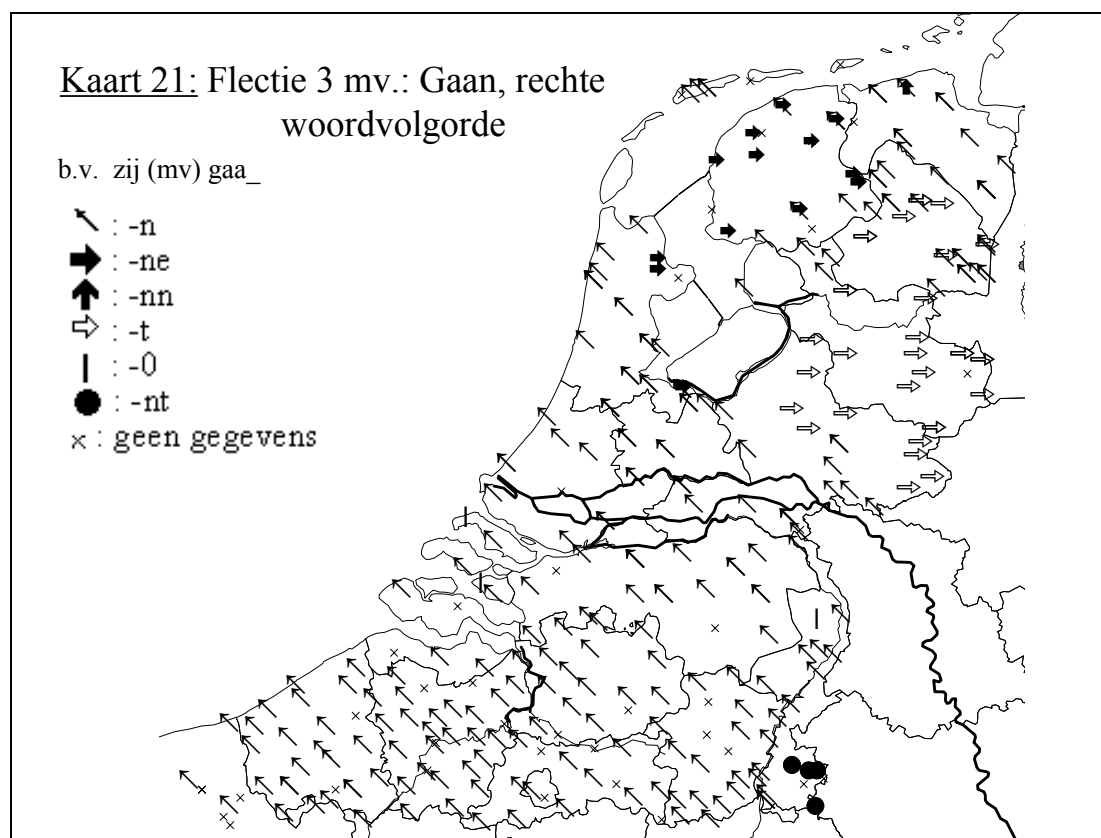 Kaart 21: Flectie 3 mv.: Gaan, rechte
woordvolgorde
b.v. zij (mv) gaa_
: -n
: -ne
: -nn
: -t
: -0
: -nt
x : geen gegevens